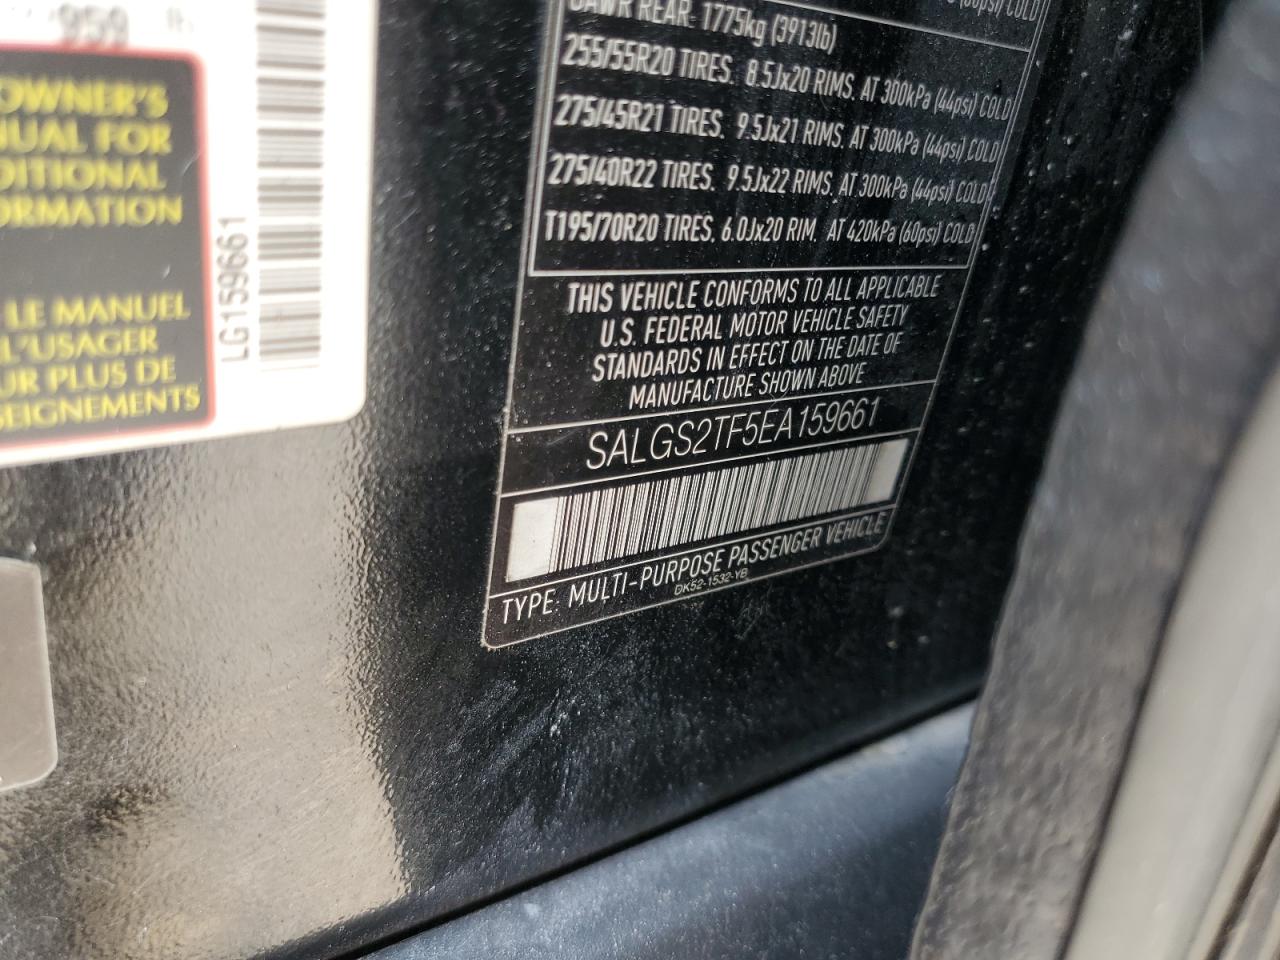 OWNER'S
NUAL FOR
DITIONAL
ORMATION
LE MANUEL
L'USAGER
UR PLUS DE
SEIGNEMENTS
LG159661
GAWR REAR 1775kg (3913lb)
255/55R20 TIRES, 8.5Jx20 RIMS, AT 300kPa (44psi) COLD
275/45R21 TIRES, 9.5Jx21 RIMS, AT 300kPa (44psi) COLD
275/40R22 TIRES, 9.5Jx22 RIMS, AT 300kPa (44psi) COLD
T195/70R20 TIRES, 6.0Jx20 RIM, AT 420kPa (60psi) COLD
THIS VEHICLE CONFORMS TO ALL APPLICABLE
U.S. FEDERAL MOTOR VEHICLE SAFETY
STANDARDS IN EFFECT ON THE DATE OF
MANUFACTURE SHOWN ABOVE
SALGS2TF5EA159661
TYPE: MULTI-PURPOSE PASSENGER VEHICLE
DK52-1532-YB